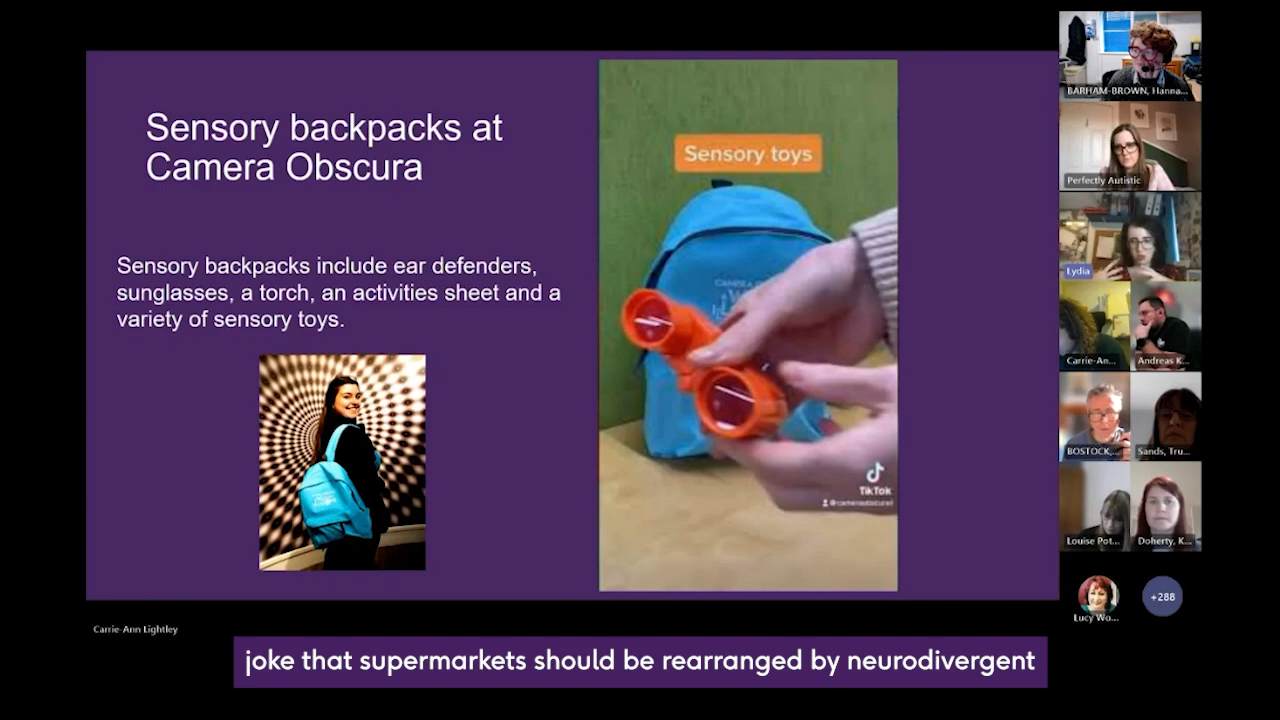 Sensory backpacks at
Camera Obscura
Sensory backpacks include ear defenders,
sunglasses, a torch, an activities sheet and a
variety of sensory toys.
Sensory toys
TikTok
BARHAM-BROWN, Hanna...
Perfectly Autistic
Lydia
Carrie-An...
Andreas K...
BOSTOCK,...
Sands, Tru...
Louise Pot...
Doherty, K...
Lucy Wo...
+288
Carrie-Ann Lightley
joke that supermarkets should be rearranged by neurodivergent